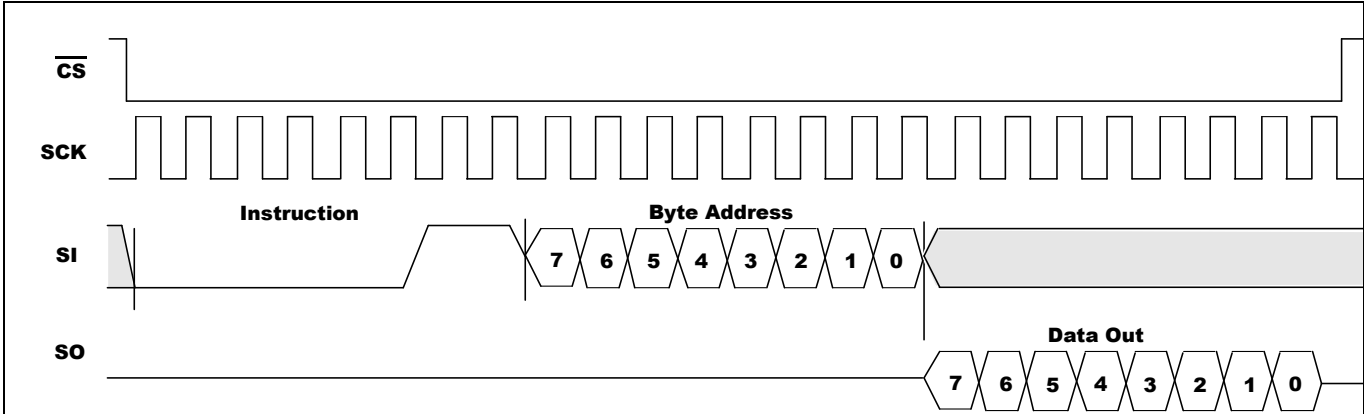 CS
SCK
Instruction
Byte Address
SI
7 6 5 4 3 2 1 0
Data Out
SO
7 6 5 4 3 2 1 0